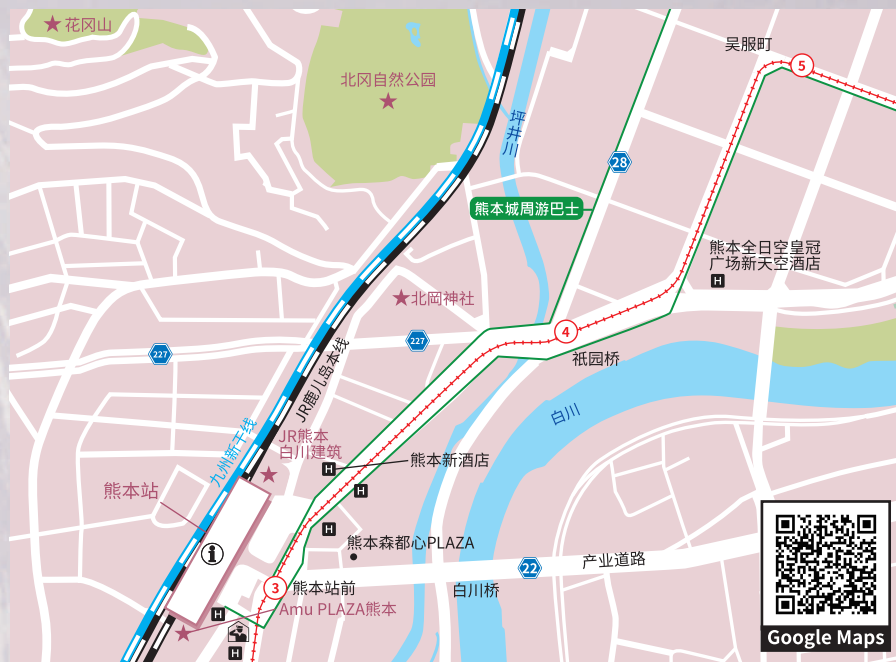 花冈山
北冈自然公园
吴服町
5
坪井川
28
熊本城周游巴士
熊本全日空皇冠
广场新天空酒店
H
北岡神社
4
227
227
祇园桥
JR鹿儿岛本线
白川
九州新干线
JR熊本
白川建筑
H
熊本新酒店
熊本站
H
H
熊本森都心PLAZA
i
22
产业道路
3
熊本站前
白川桥
Amu PLAZA熊本
H
H
Google Maps